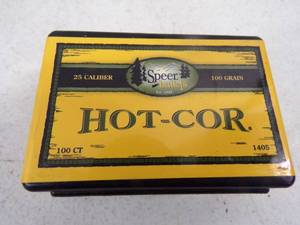 25 CALIBER Speer 100 GRAIN
HOT-COR.
100 CT 1405